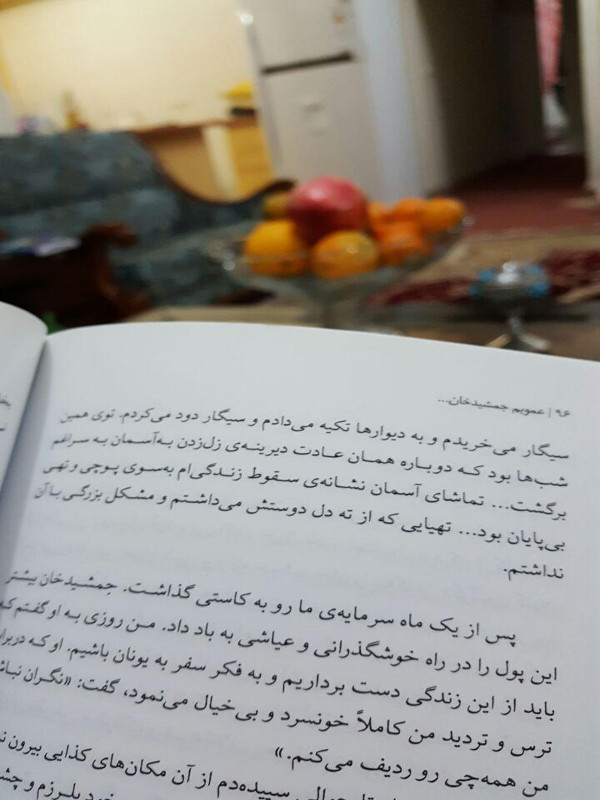 ۹۶ | عمویم جمشیدخان...
سیگار می‌خریدم و به دیوارها تکیه می‌دادم و سیگار دود می‌کردم. توی همین
شب‌ها بود که دوباره همان عادت دیرینه‌ی زل‌زدن به‌آسمان به سراغم
برگشت... تماشای آسمان نشانه‌ی سقوط زندگی‌ام به‌سوی پوچی و تهی
بی‌پایان بود... تهیایی که از ته دل دوستش می‌داشتم و مشکل بزرگی با آن
نداشتم.
پس از یک ماه سرمایه‌ی ما رو به کاستی گذاشت. جمشیدخان بیشتر
این پول را در راه خوشگذرانی و عیاشی به باد داد. من روزی به او گفتم که
باید از این زندگی دست برداریم و به فکر سفر به یونان باشیم. او که در
ترس و تردید من کاملاً خونسرد و بی‌خیال می‌نمود، گفت: «نگران
من همه‌چی رو ردیف می‌کنم.»
سپیده‌دم از آن مکان‌های کذایی بیرون
خود بلرزم و